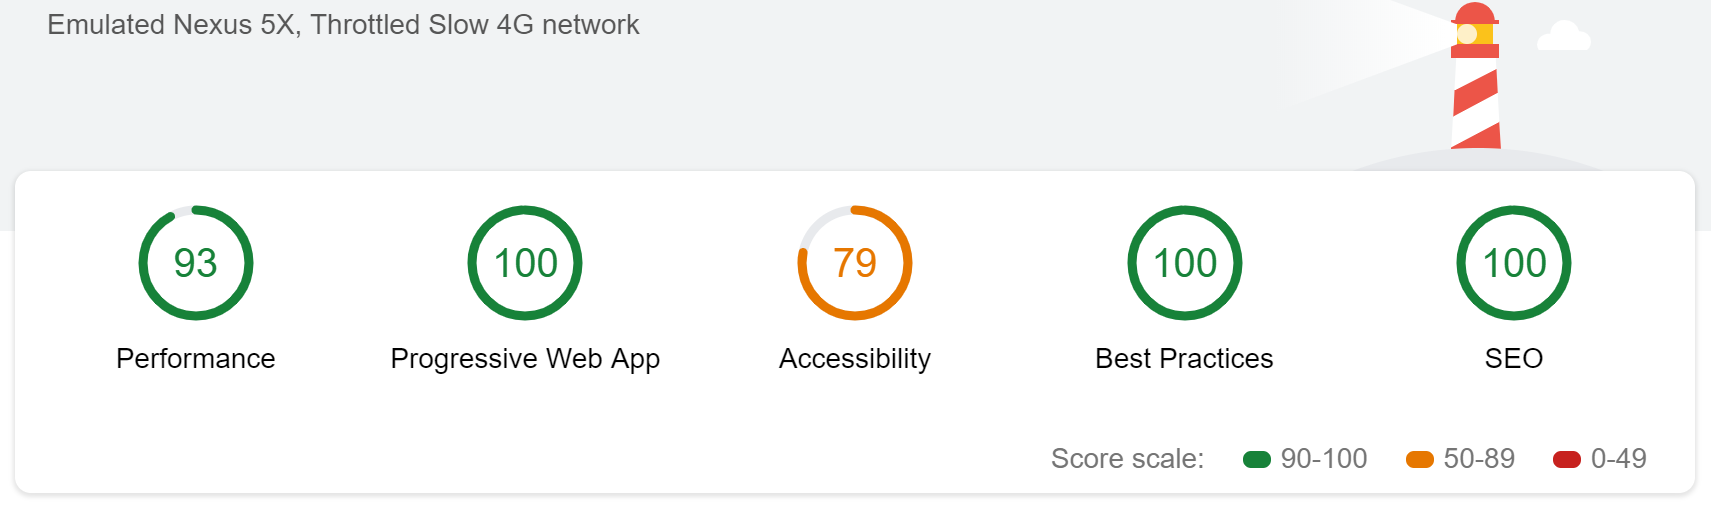 Emulated Nexus 5X, Throttled Slow 4G network
93 100 79 100 100
Performance Progressive Web App Accessibility Best Practices SEO
Score scale: 90-100 50-89 0-49